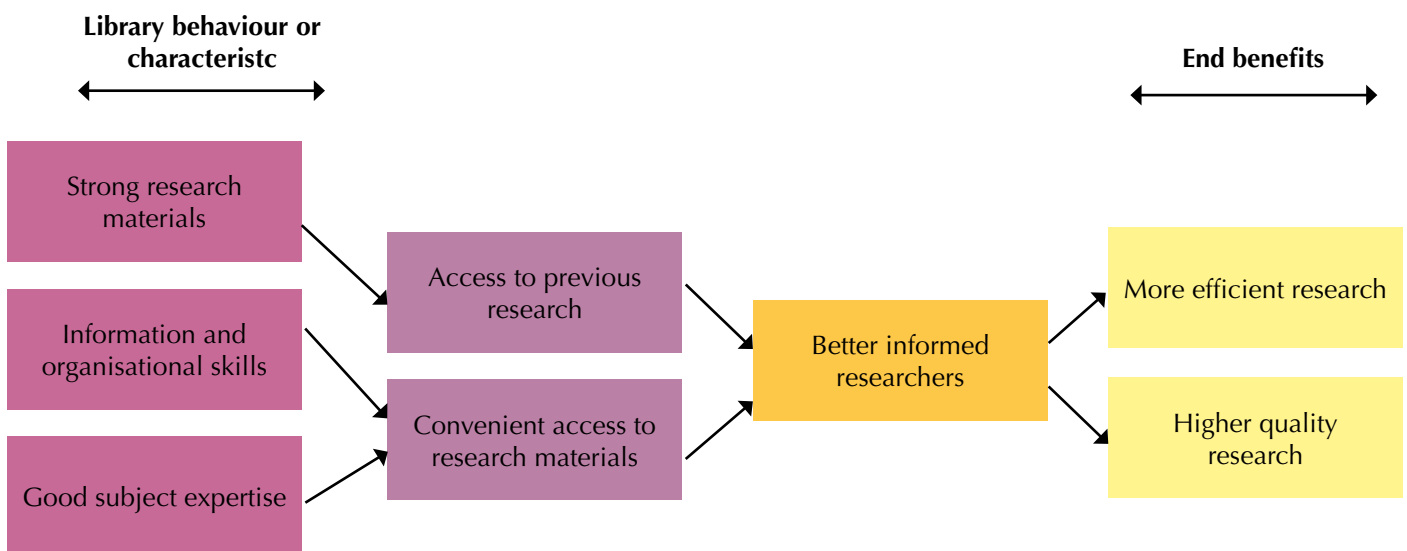 Library behaviour or
characteristc
End benefits
Strong research
materials
Information and
organisational skills
Good subject expertise
Access to previous
research
Convenient access to
research materials
Better informed
researchers
More efficient research
Higher quality
research